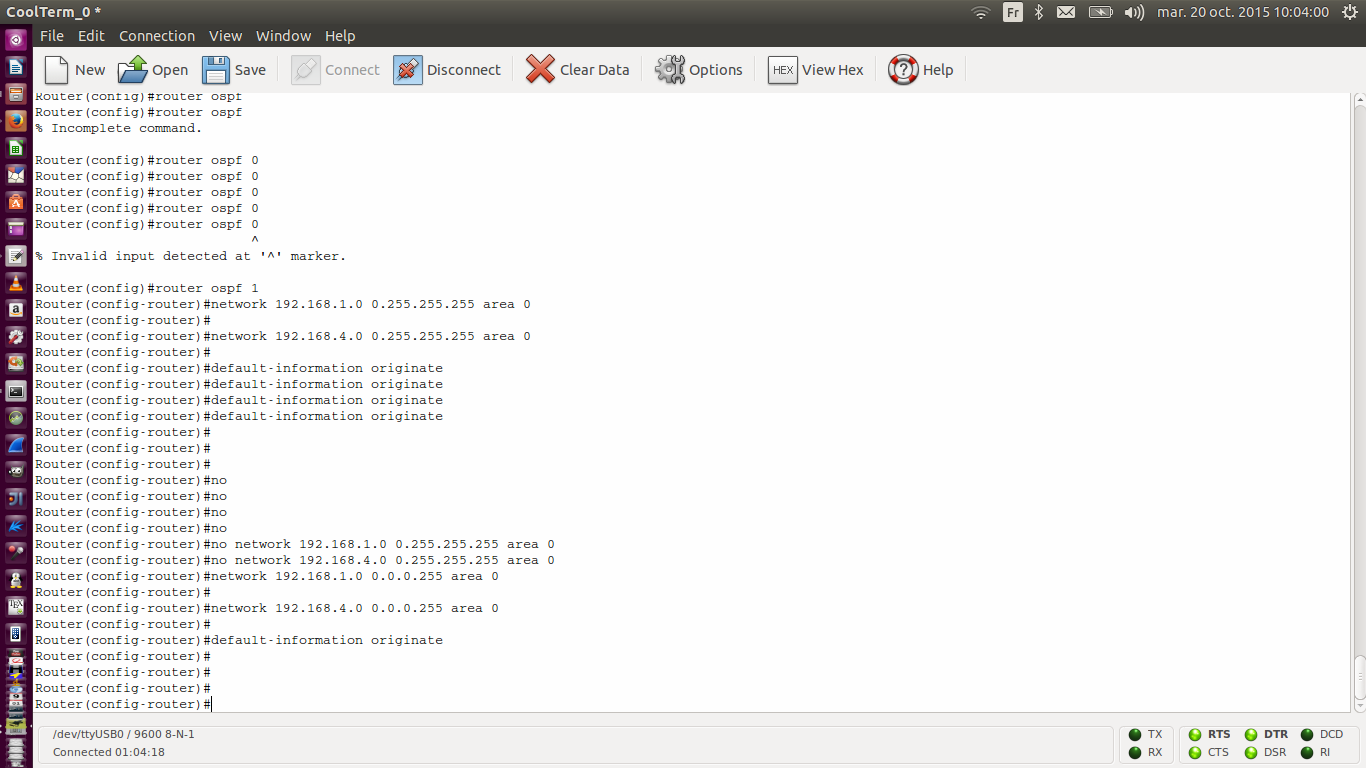 CoolTerm_0 *
Fr
mar. 20 oct. 2015 10:04:00
File Edit Connection View Window Help
New Open Save Connect Disconnect Clear Data Options HEX View Hex Help
Router(config)#router ospf
Router(config)#router ospf
% Incomplete command.
Router(config)#router ospf 0
Router(config)#router ospf 0
Router(config)#router ospf 0
Router(config)#router ospf 0
Router(config)#router ospf 0
^
% Invalid input detected at '^' marker.
Router(config)#router ospf 1
Router(config-router)#network 192.168.1.0 0.255.255.255 area 0
Router(config-router)#
Router(config-router)#network 192.168.4.0 0.255.255.255 area 0
Router(config-router)#
Router(config-router)#default-information originate
Router(config-router)#default-information originate
Router(config-router)#default-information originate
Router(config-router)#default-information originate
Router(config-router)#
Router(config-router)#
Router(config-router)#
Router(config-router)#no
Router(config-router)#no
Router(config-router)#no
Router(config-router)#no
Router(config-router)#no network 192.168.1.0 0.255.255.255 area 0
Router(config-router)#no network 192.168.4.0 0.255.255.255 area 0
Router(config-router)#network 192.168.1.0 0.0.0.255 area 0
Router(config-router)#
Router(config-router)#network 192.168.4.0 0.0.0.255 area 0
Router(config-router)#
Router(config-router)#default-information originate
Router(config-router)#
Router(config-router)#
Router(config-router)#
Router(config-router)#
/dev/ttyUSB0 / 9600 8-N-1
Connected 01:04:18
TX RTS DTR DCD
RX CTS DSR RI